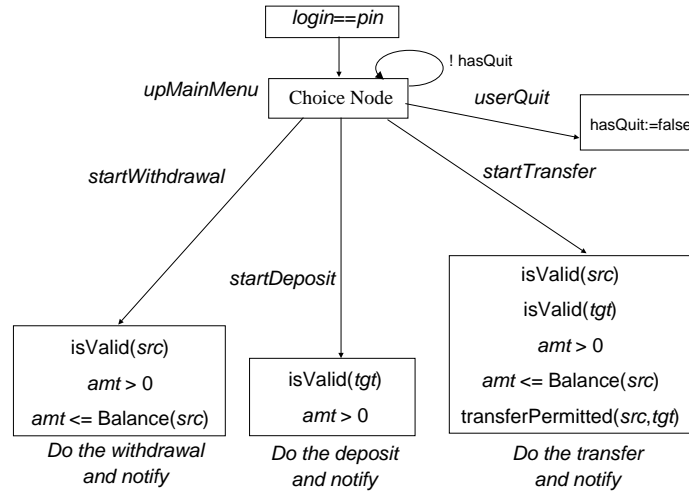 login==pin
! hasQuit
upMainMenu
Choice Node
userQuit
hasQuit:=false
startWithdrawal
startTransfer
startDeposit
isValid(src)
amt > 0
amt <= Balance(src)
Do the withdrawal
and notify
isValid(tgt)
amt > 0
Do the deposit
and notify
isValid(src)
isValid(tgt)
amt > 0
amt <= Balance(src)
transferPermitted(src,tgt)
Do the transfer
and notify